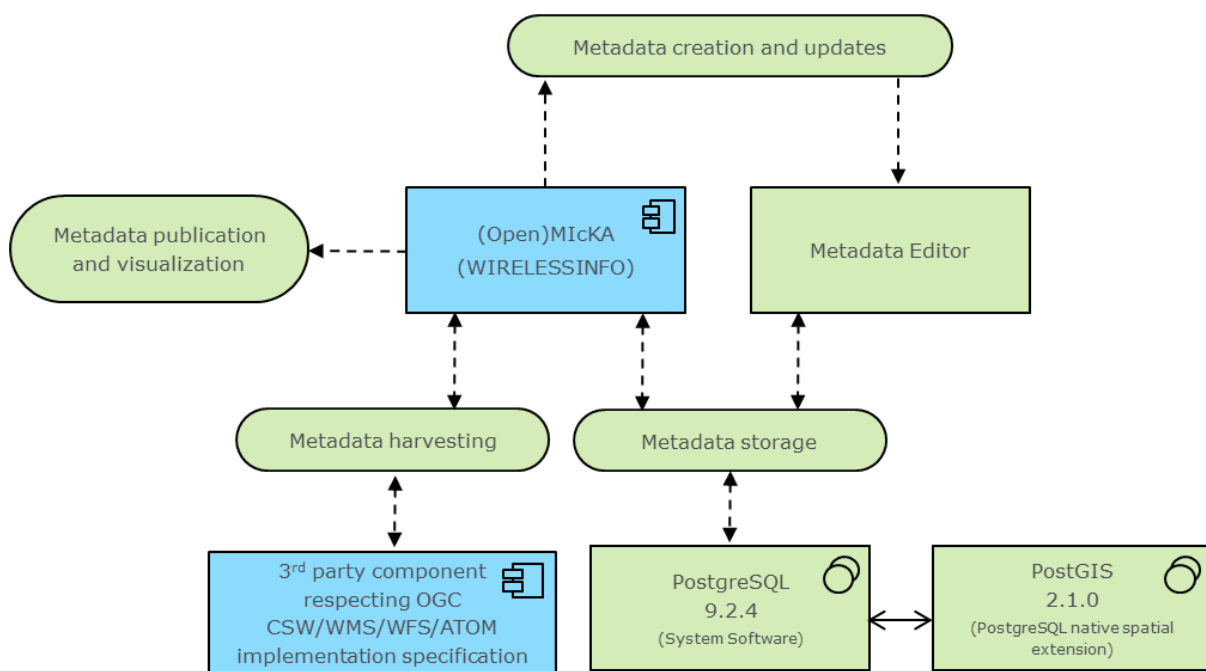 Metadata creation and updates
Metadata publication
and visualization
(Open)MIcKA
(WIRELESSINFO)
Metadata Editor
Metadata harvesting
Metadata storage
3rd party component
respecting OGC
CSW/WMS/WFS/ATOM
implementation specification
PostgreSQL
9.2.4
(System Software)
PostGIS
2.1.0
(PostgreSQL native spatial
extension)